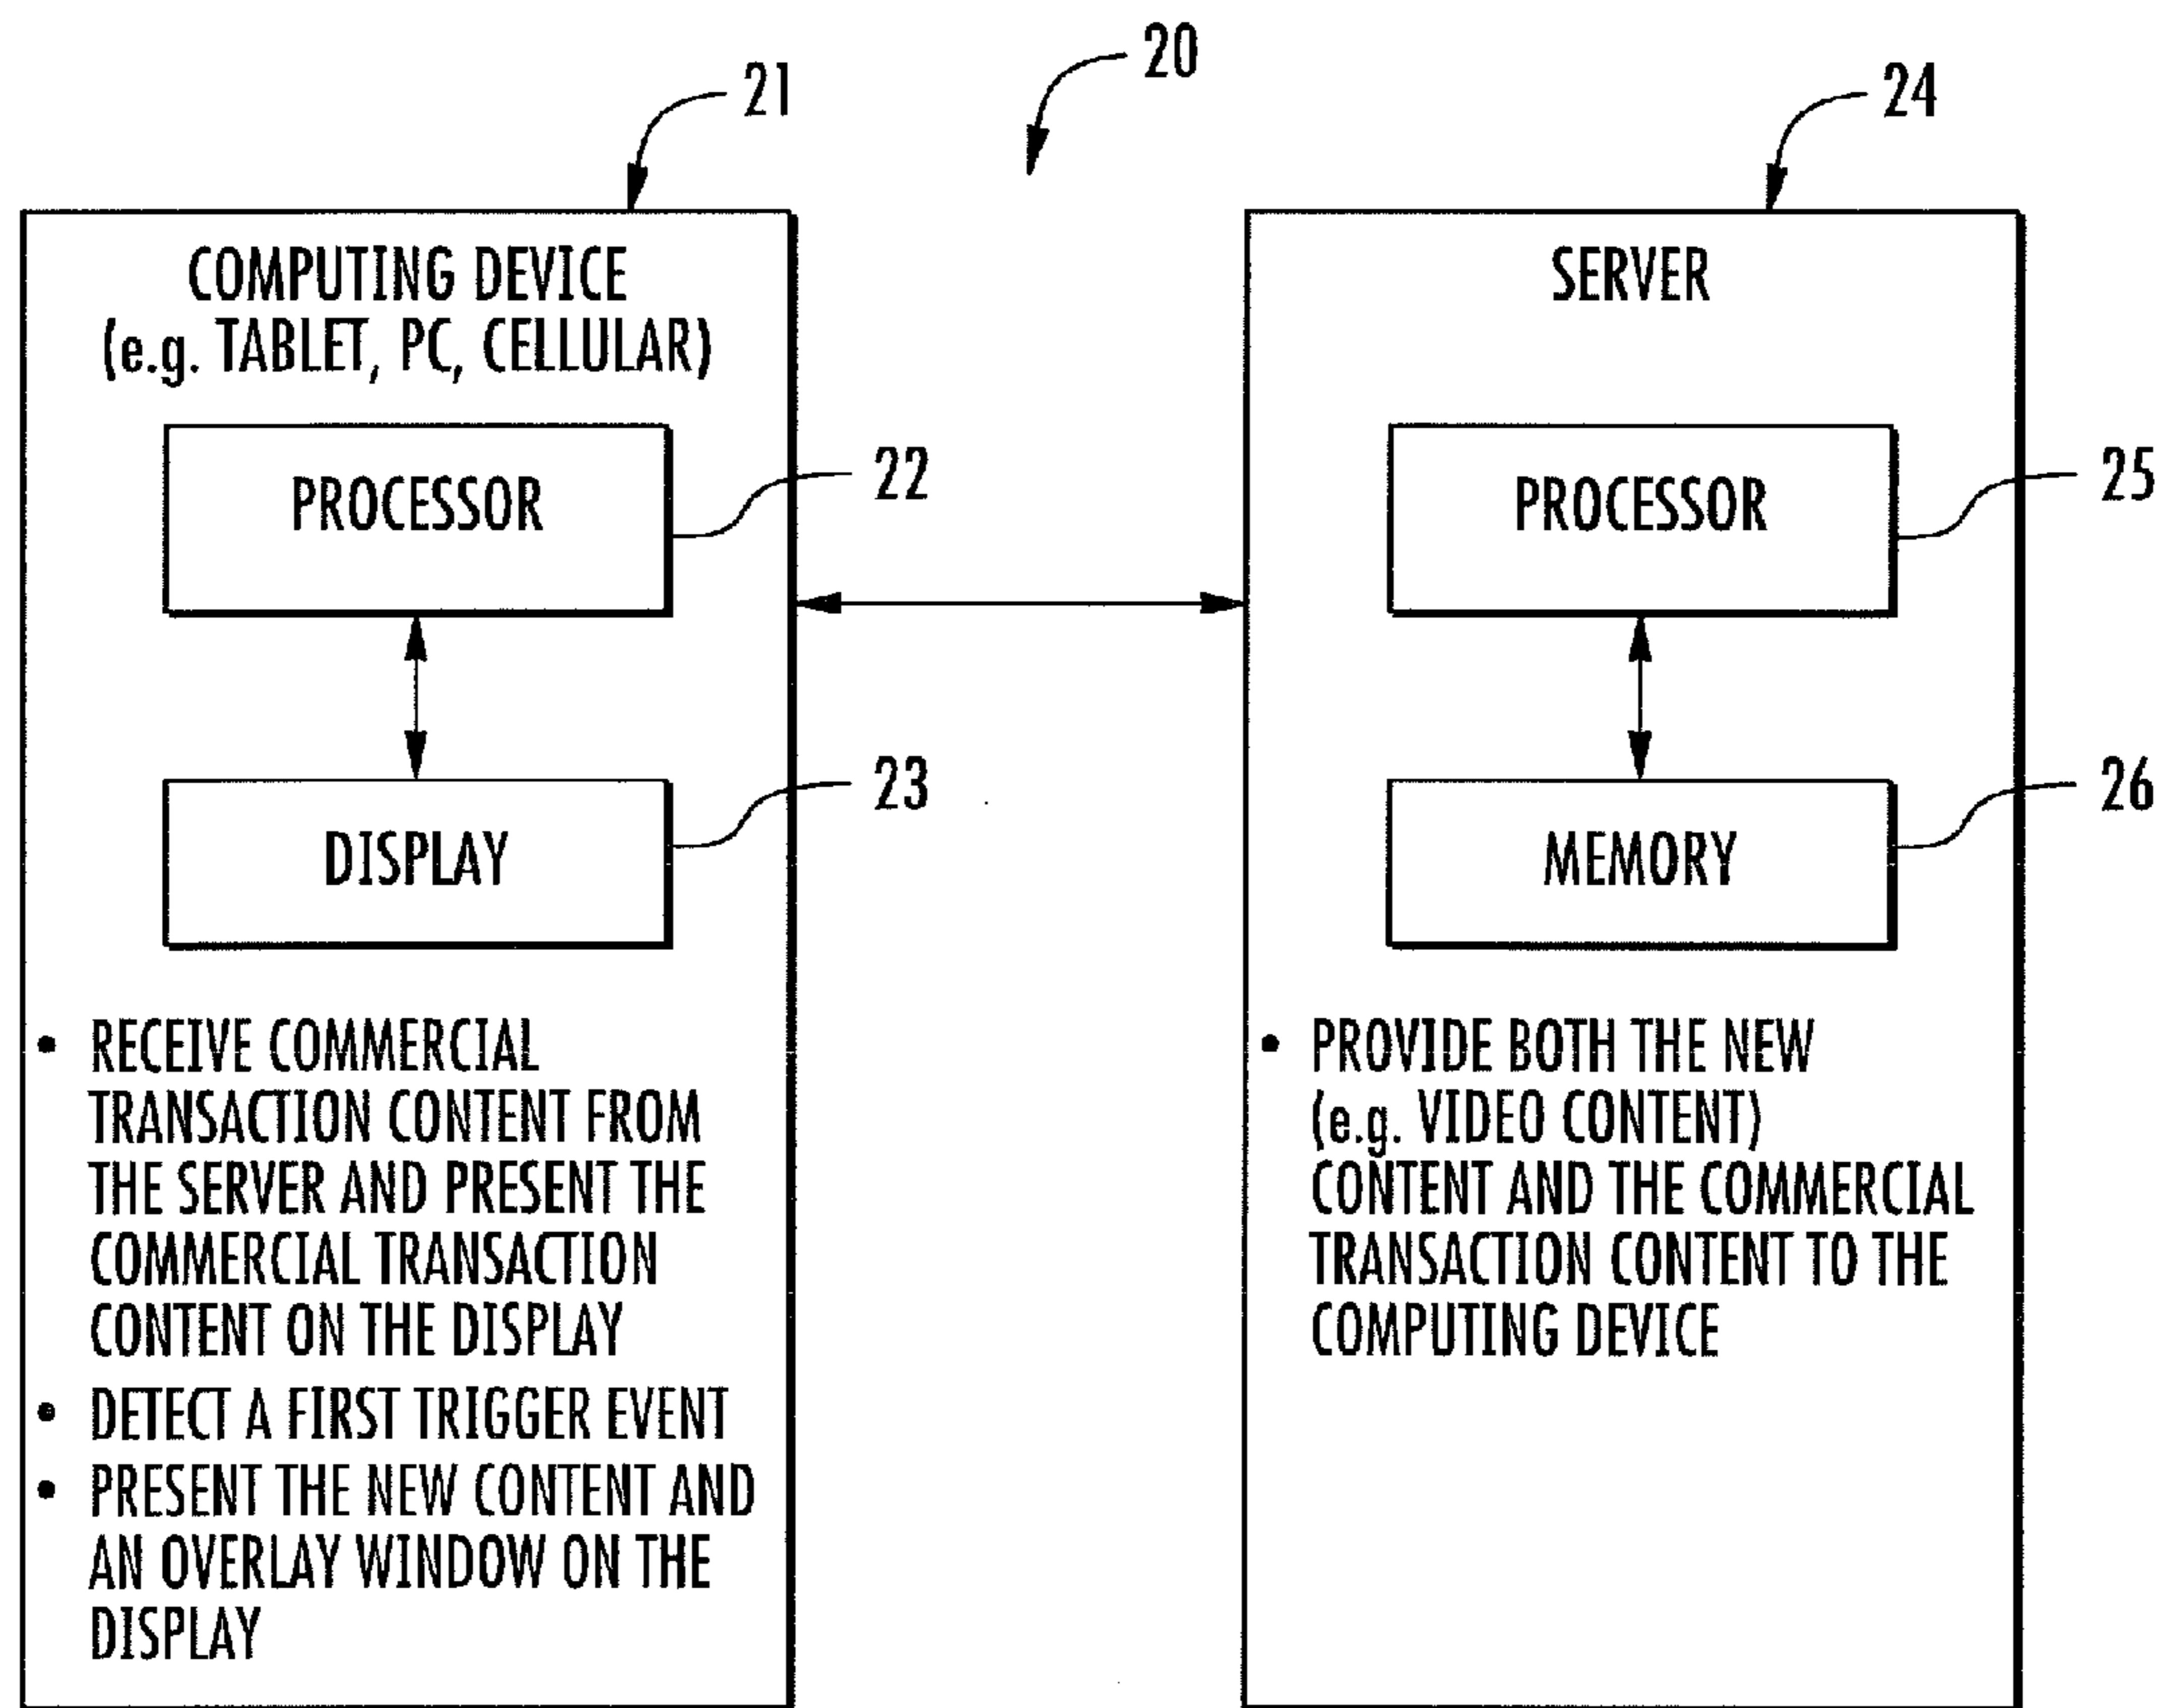 20
21
24
COMPUTING DEVICE
(e.g. TABLET, PC, CELLULAR)
PROCESSOR
22
DISPLAY
23
• RECEIVE COMMERCIAL
TRANSACTION CONTENT FROM
THE SERVER AND PRESENT THE
COMMERCIAL TRANSACTION
CONTENT ON THE DISPLAY
• DETECT A FIRST TRIGGER EVENT
• PRESENT THE NEW CONTENT AND
AN OVERLAY WINDOW ON THE
DISPLAY
SERVER
PROCESSOR
25
MEMORY
26
• PROVIDE BOTH THE NEW
(e.g. VIDEO CONTENT)
CONTENT AND THE COMMERCIAL
TRANSACTION CONTENT TO THE
COMPUTING DEVICE